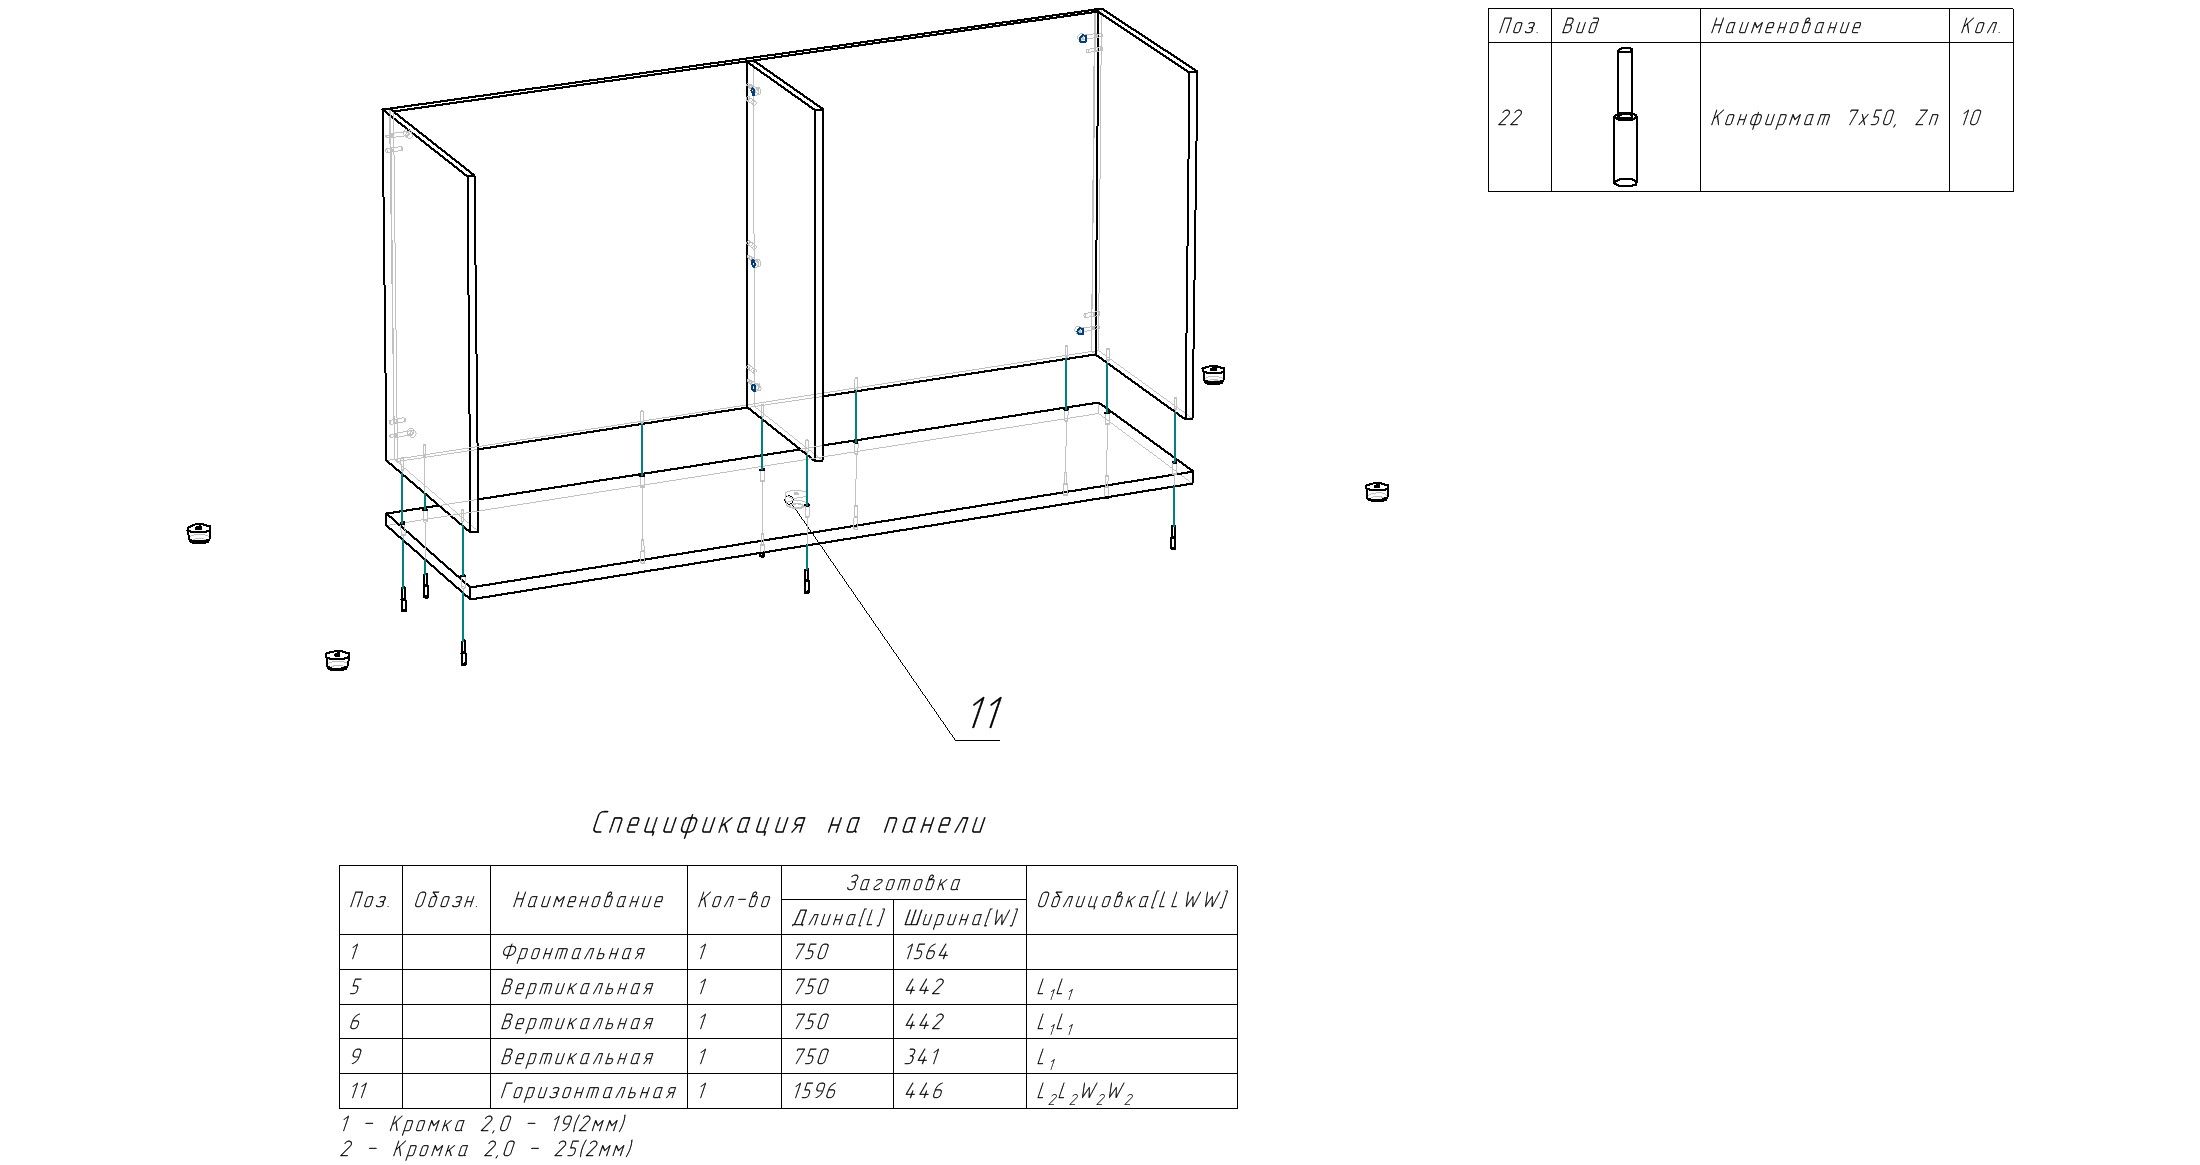 Поз. Вид Наименование Кол.
22 Конфирмат 7x50, Zn 10
11
Спецификация на панели
Поз. Обозн. Наименование Кол-во Заготовка Облицовка[LLWW]
Длина[L] Ширина[W]
1 Фронтальная 1 750 1564
5 Вертикальная 1 750 442 L₁L₁
6 Вертикальная 1 750 442 L₁L₁
9 Вертикальная 1 750 341 L₁
11 Горизонтальная 1 1596 446 L₂L₂W₂W₂
1 - Кромка 2,0 - 19(2мм)
2 - Кромка 2,0 - 25(2мм)